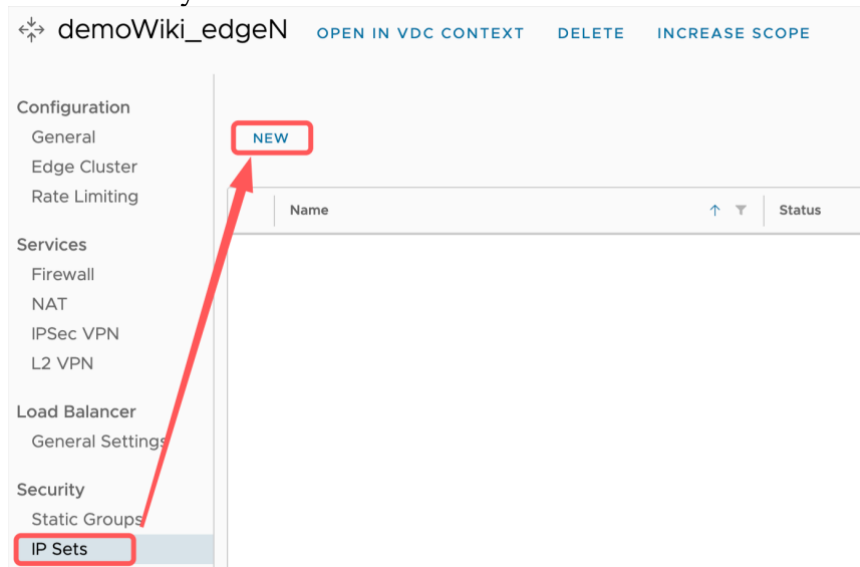 demoWiki_edgeN OPEN IN VDC CONTEXT DELETE INCREASE SCOPE
Configuration
General
Edge Cluster
Rate Limiting
Services
Firewall
NAT
IPSec VPN
L2 VPN
Load Balancer
General Settings
Security
Static Groups
IP Sets
NEW
Name Status